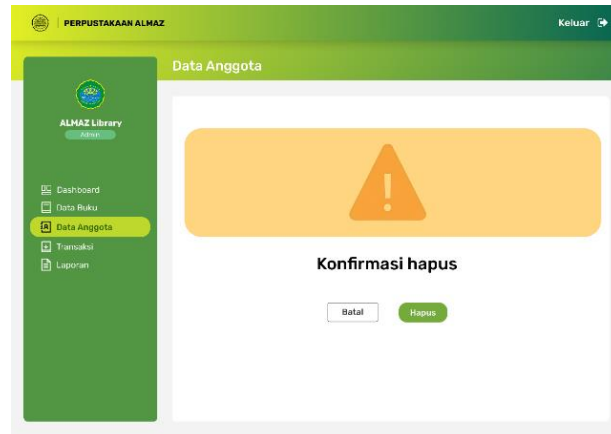 PERPUSTAKAAN ALMAZ
Keluar
Data Anggota
ALMAZ Library
Admin
Dashboard
Data Buku
Data Anggota
Transaksi
Laporan
Konfirmasi hapus
Batal
Hapus